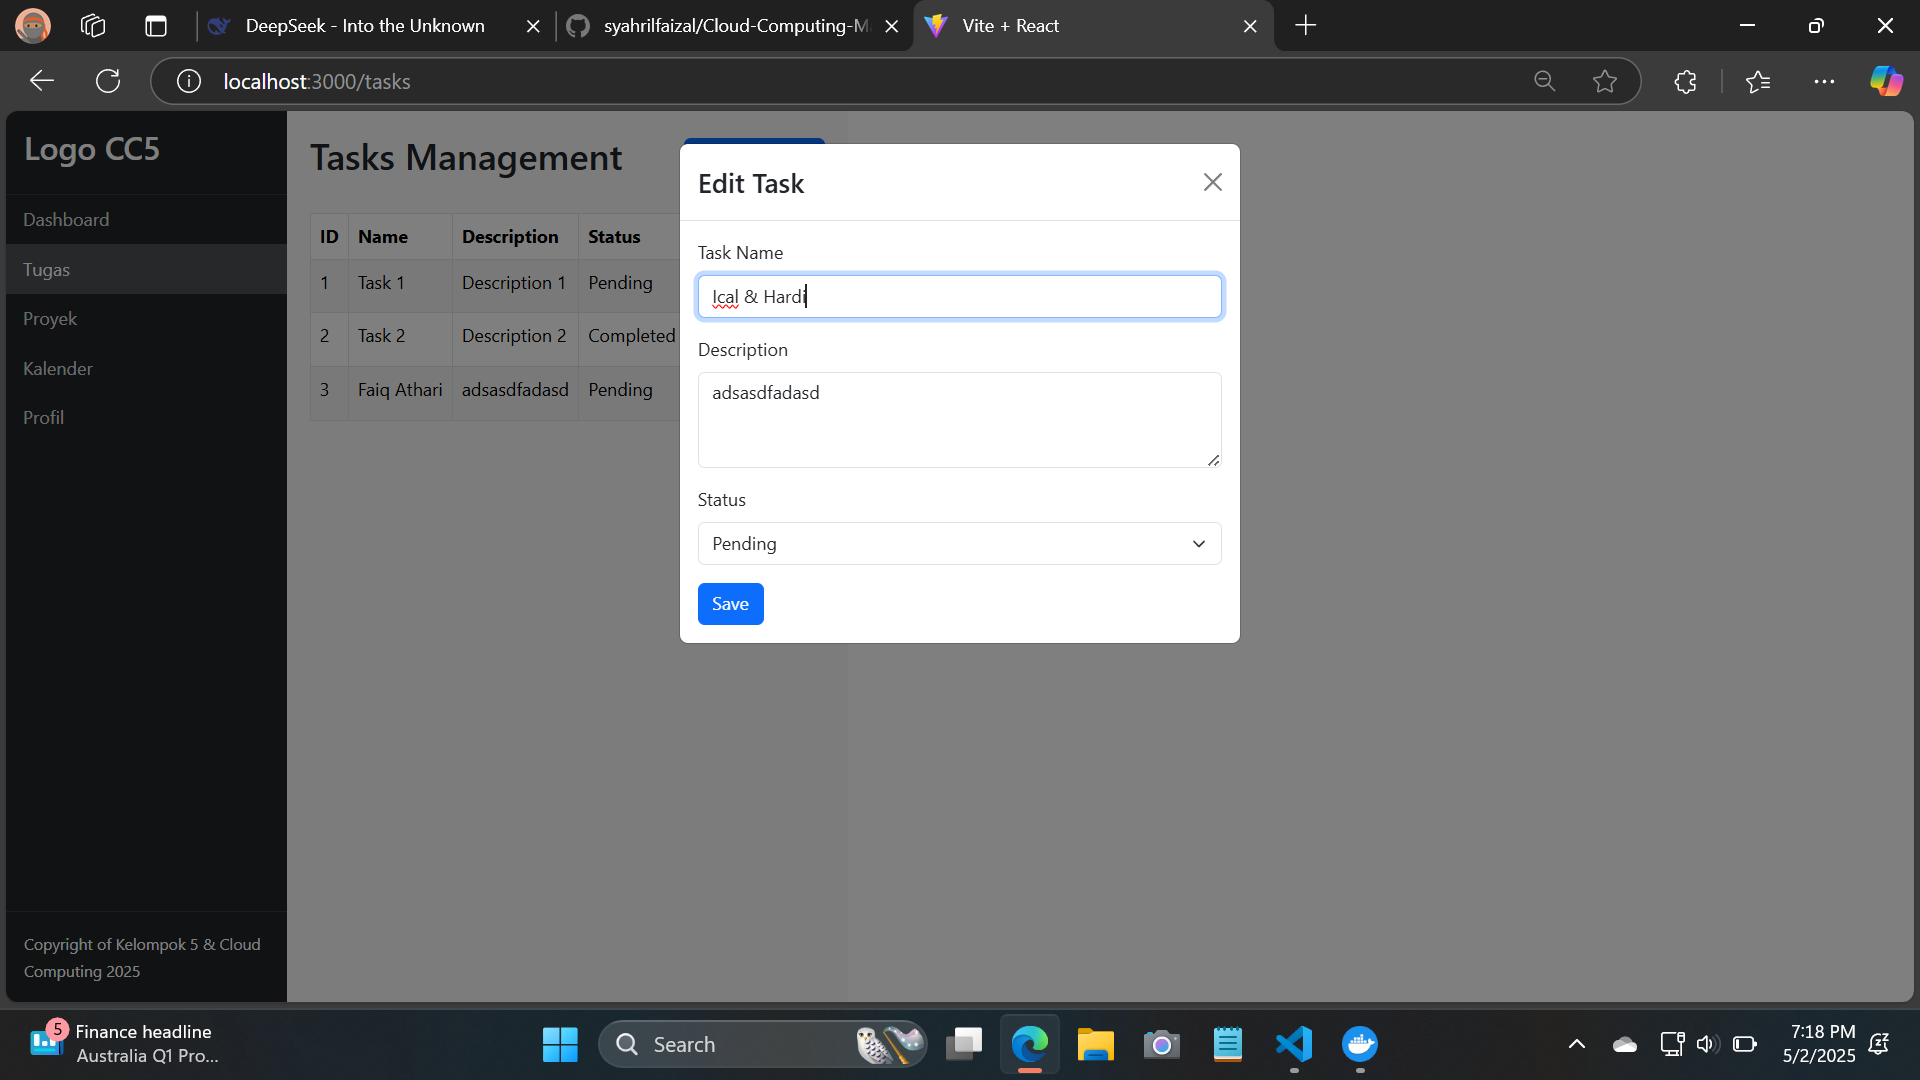 DeepSeek - Into the Unknown
syahrilfaizal/Cloud-Computing-M
Vite + React
localhost:3000/tasks
Logo CC5
Dashboard
Tugas
Proyek
Kalender
Profil
Copyright of Kelompok 5 & Cloud
Computing 2025
Tasks Management
ID Name Description Status
1 Task 1 Description 1 Pending
2 Task 2 Description 2 Completed
3 Faiq Athari adsasdfadasd Pending
Edit Task
Task Name
Ical & Hardi
Description
adsasdfadasd
Status
Pending
Save
5
Finance headline
Australia Q1 Pro...
Search
7:18 PM
5/2/2025